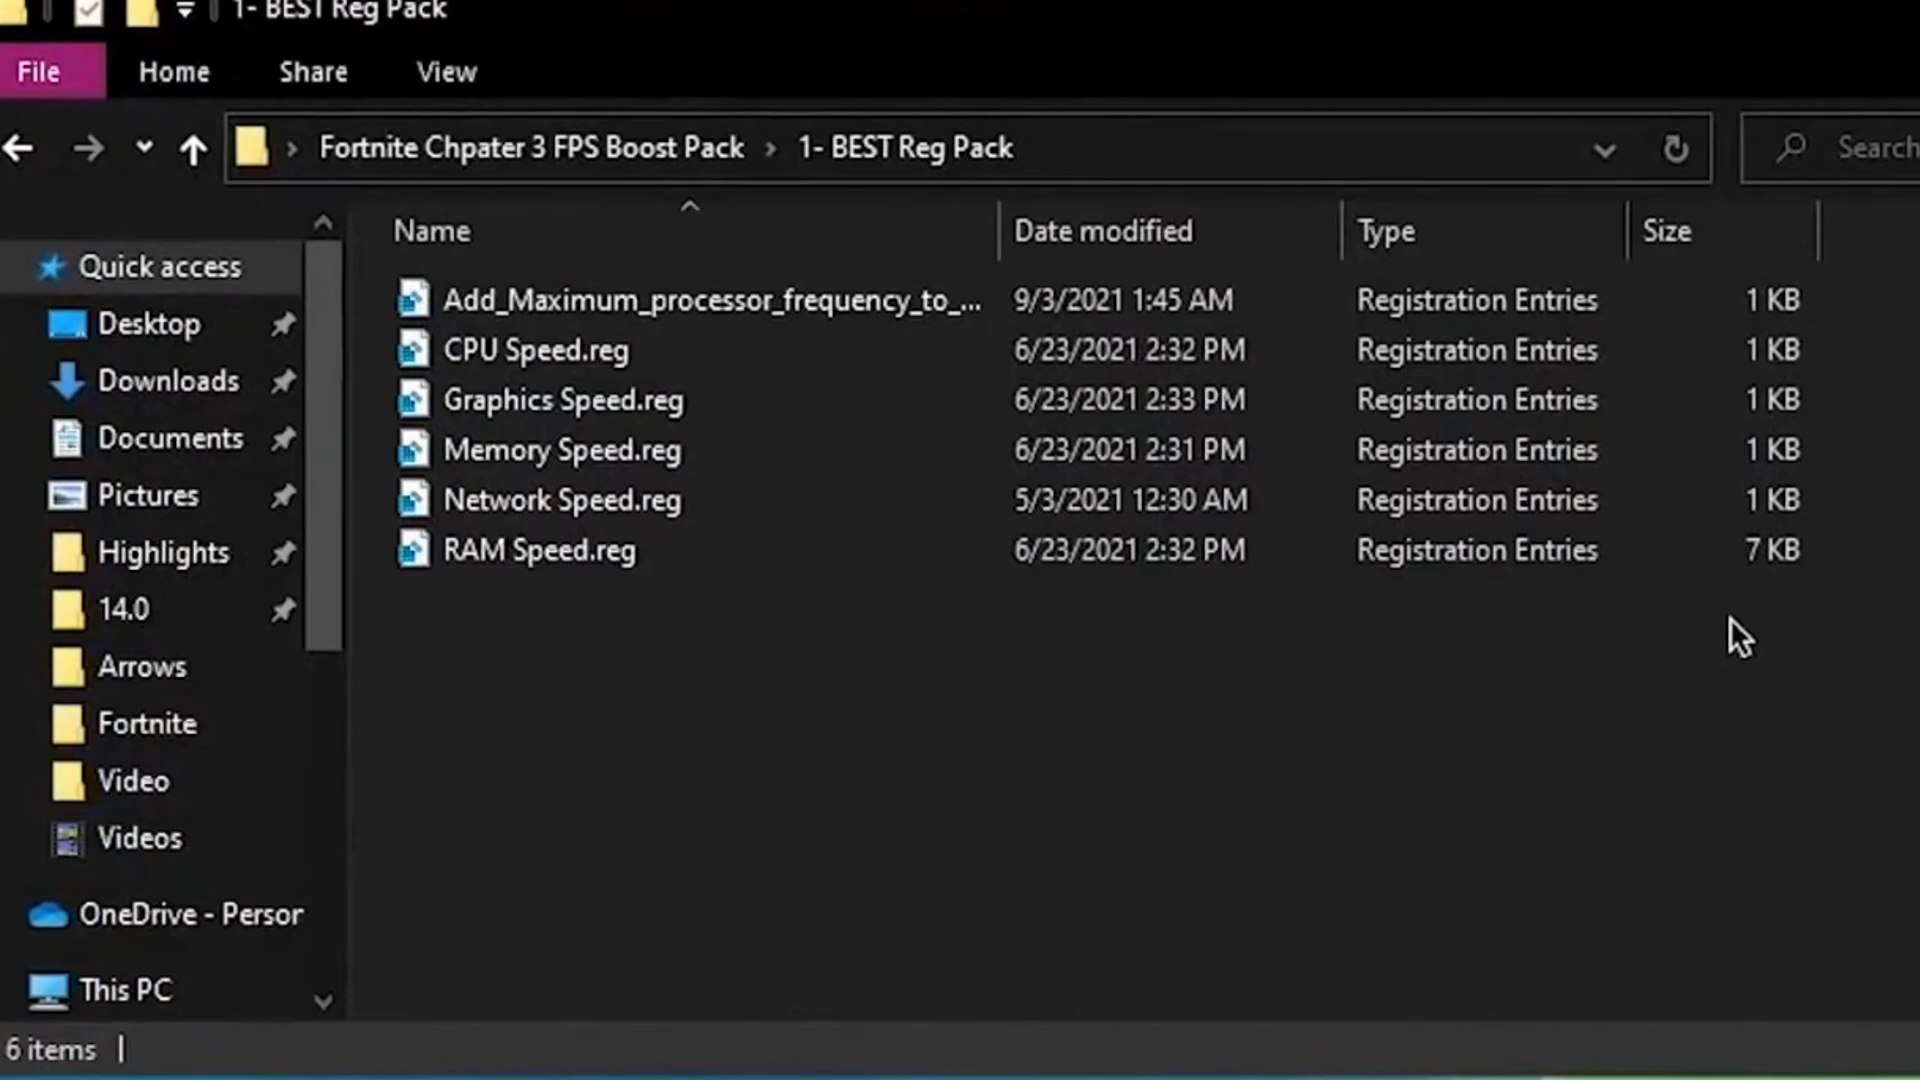 1- BEST Reg Pack
File Home Share View
Fortnite Chpater 3 FPS Boost Pack > 1- BEST Reg Pack
Search
Name Date modified Type Size
Quick access
Desktop
Downloads
Documents
Pictures
Highlights
14.0
Arrows
Fortnite
Video
Videos
OneDrive - Person
This PC
Add_Maximum_processor_frequency_to_... 9/3/2021 1:45 AM Registration Entries 1 KB
CPU Speed.reg 6/23/2021 2:32 PM Registration Entries 1 KB
Graphics Speed.reg 6/23/2021 2:33 PM Registration Entries 1 KB
Memory Speed.reg 6/23/2021 2:31 PM Registration Entries 1 KB
Network Speed.reg 5/3/2021 12:30 AM Registration Entries 1 KB
RAM Speed.reg 6/23/2021 2:32 PM Registration Entries 7 KB
6 items